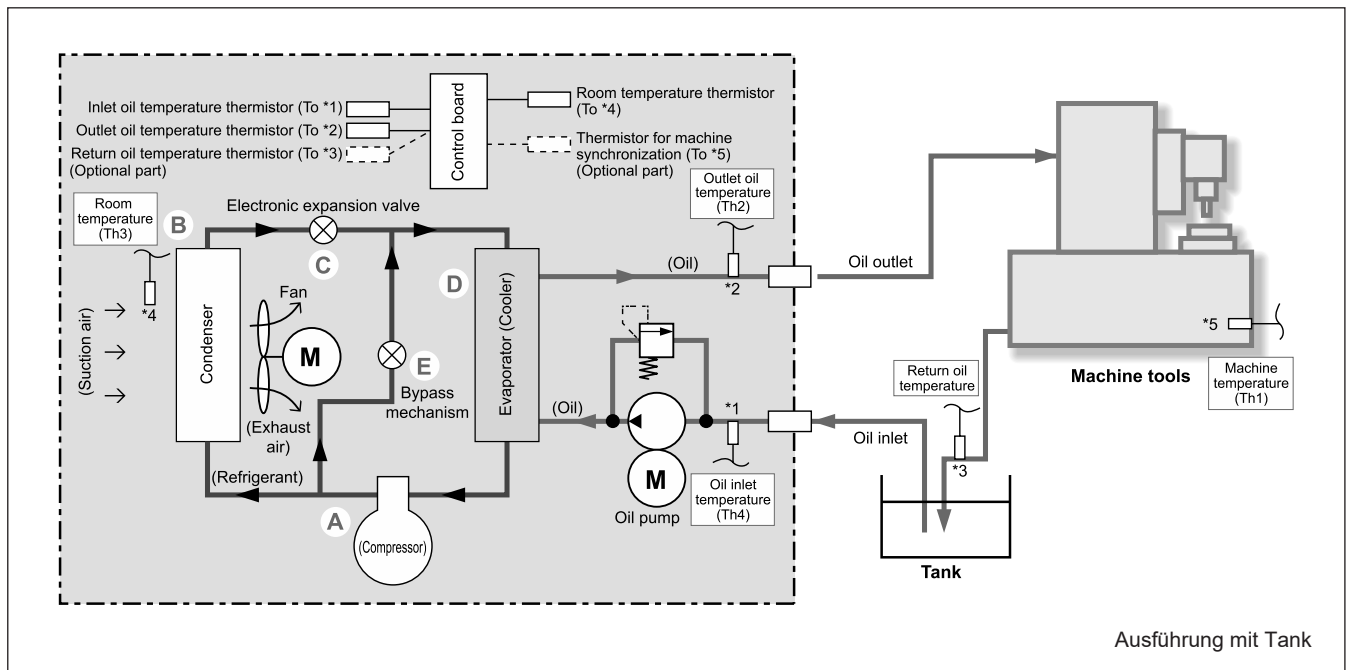 Inlet oil temperature thermistor (To *1)
Outlet oil temperature thermistor (To *2)
Return oil temperature thermistor (To *3)
(Optional part)
Control board
Room temperature thermistor
(To *4)
Thermistor for machine
synchronization (To *5)
(Optional part)
Room
temperature
(Th3)
B
Electronic expansion valve
C
Outlet oil
temperature
(Th2)
(Oil)
*2
Oil outlet
D
*4
(Suction air)
Condenser
Fan
M
(Exhaust
air)
E
Bypass
mechanism
Evaporator (Cooler)
(Oil)
*1
Oil inlet
M
Oil pump
Oil inlet
temperature
(Th4)
(Refrigerant)
A
(Compressor)
*5
Machine tools
Machine
temperature
(Th1)
Return oil
temperature
*3
Tank
Ausführung mit Tank